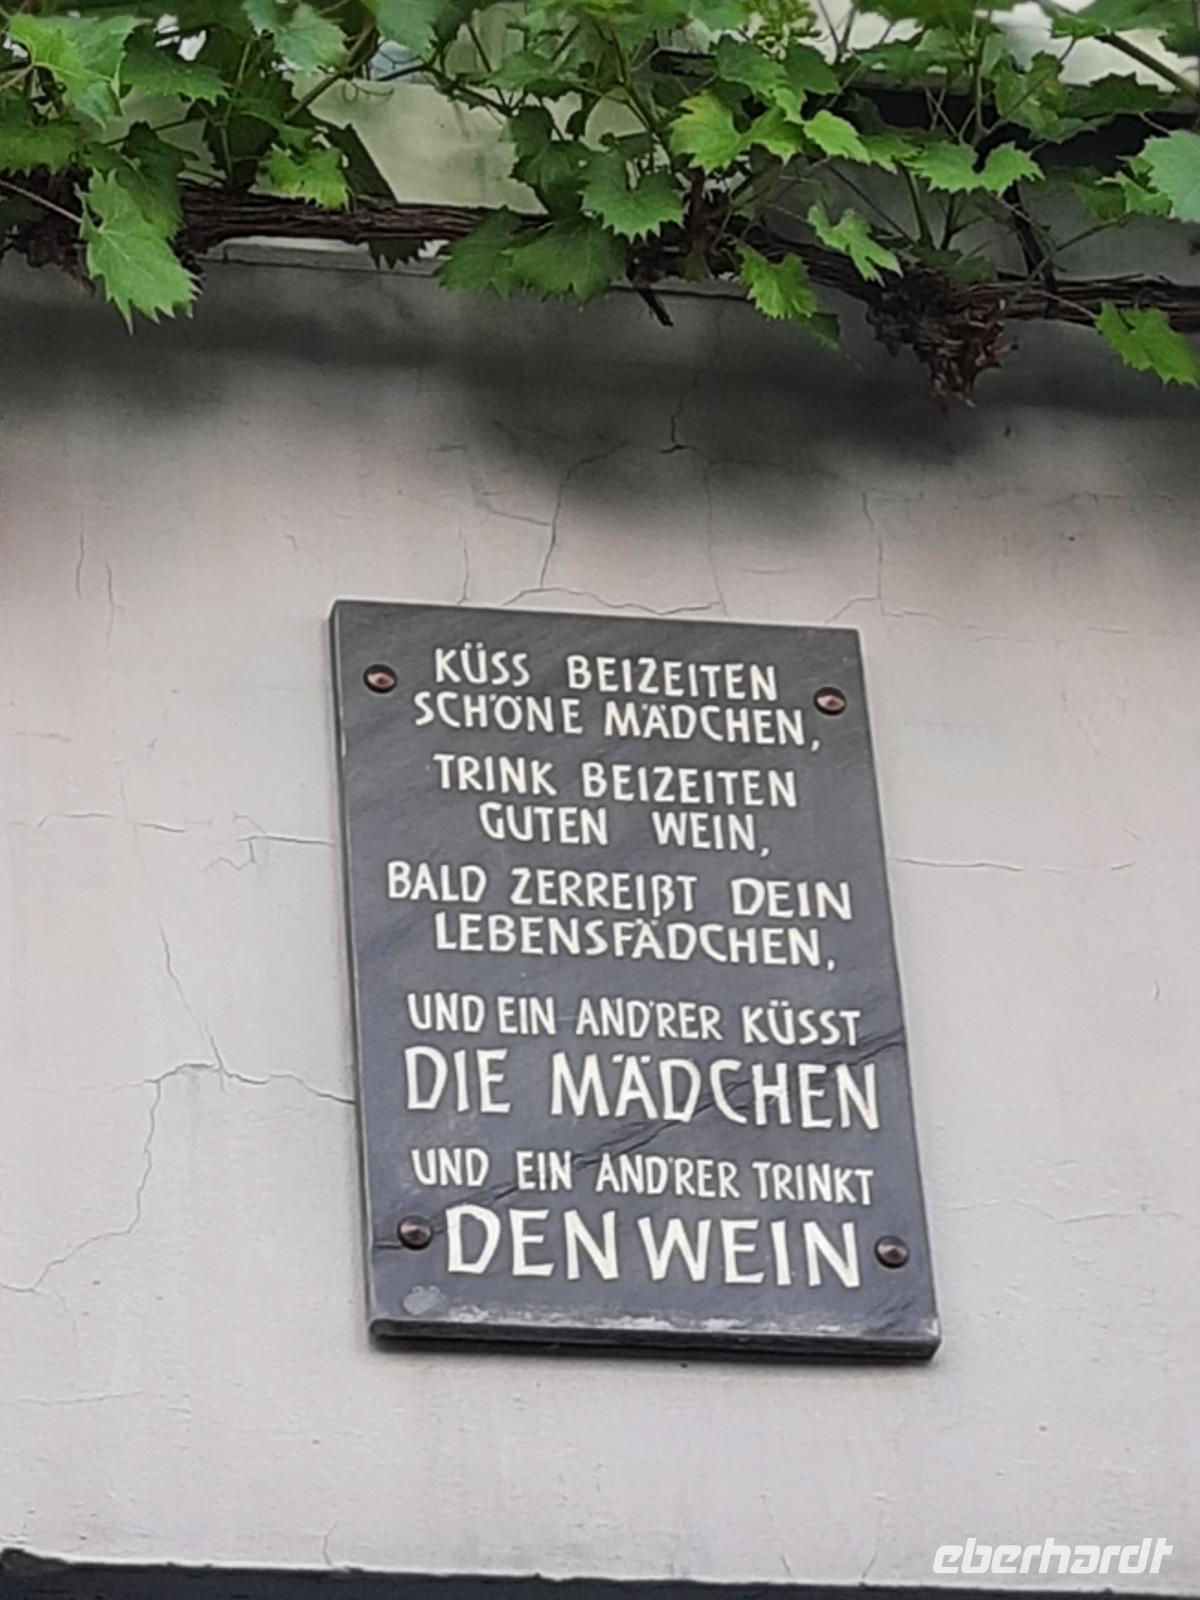 KÜSS BEIZEITEN
SCHÖNE MÄDCHEN,
TRINK BEIZEITEN
GUTEN WEIN,
BALD ZERREIßT DEIN
LEBENSFÄDCHEN,
UND EIN AND'RER KÜSST
DIE MÄDCHEN
UND EIN AND'RER TRINKT
DEN WEIN
eberhardt